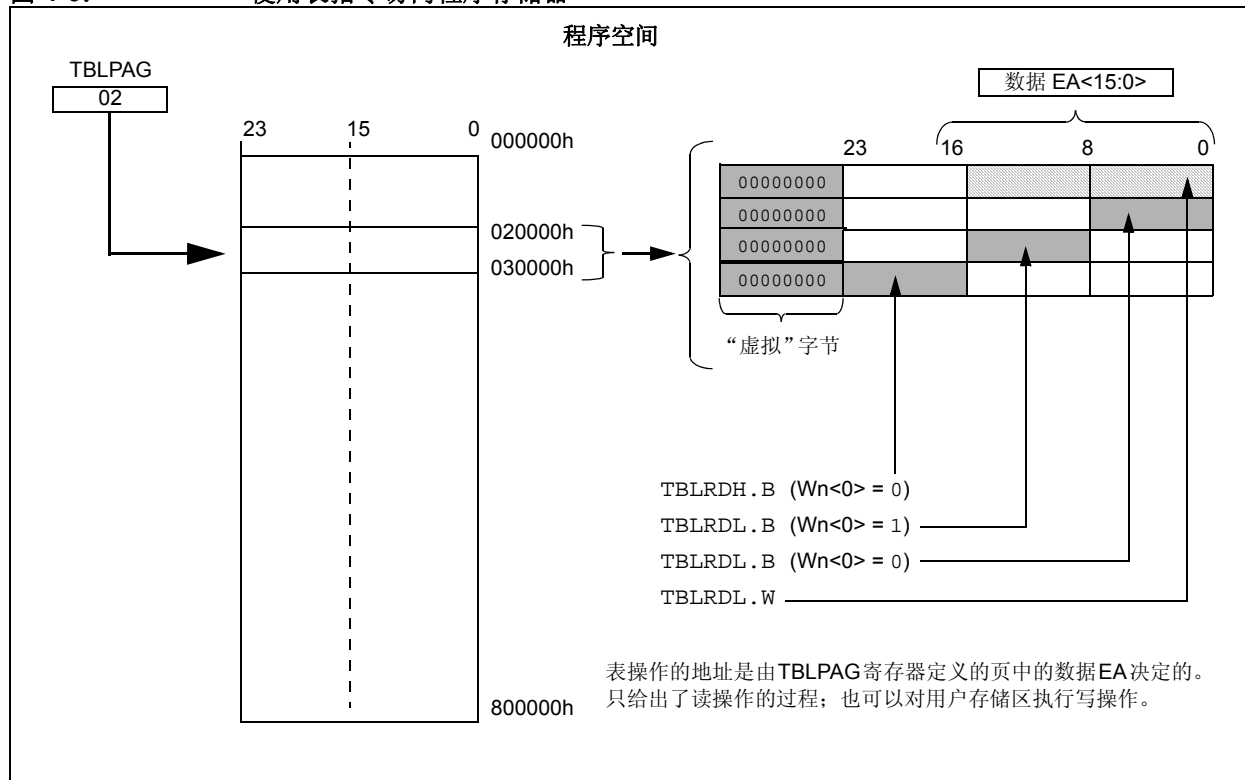 程序空间
TBLPAG
02
数据 EA<15:0>
23 15 0
000000h
23 16 8 0
00000000
020000h
00000000
00000000
030000h
00000000
“虚拟”字节
TBLRDH.B (Wn<0> = 0)
TBLRDL.B (Wn<0> = 1)
TBLRDL.B (Wn<0> = 0)
TBLRDL.W
表操作的地址是由TBLPAG寄存器定义的页中的数据EA决定的。
800000h
只给出了读操作的过程；也可以对用户存储区执行写操作。